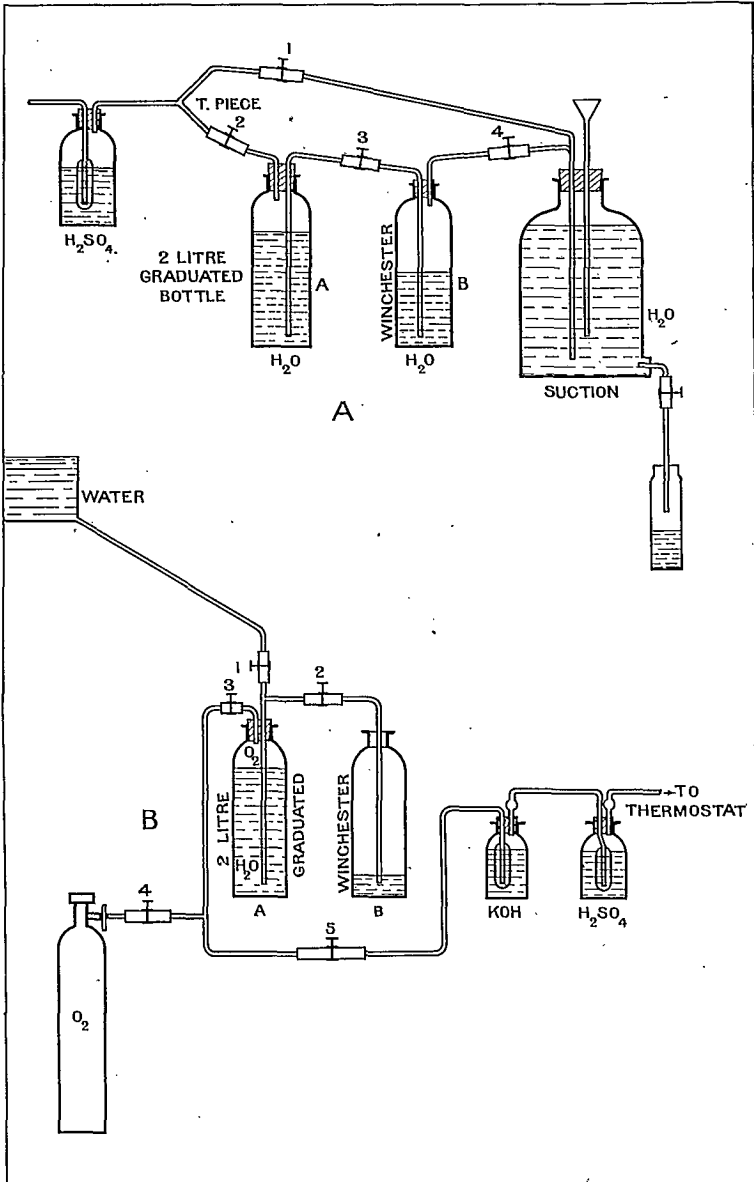 1
T. PIECE
2
3
4
H2SO4.
2 LITRE
GRADUATED
BOTTLE
A
WINCHESTER
B
H2O
H2O
H2O
SUCTION
A
WATER
1
2
3
O2
2 LITRE
H2O
GRADUATED
WINCHESTER
A
B
B
→TO
THERMOSTAT
KOH
H2SO4
4
5
O2